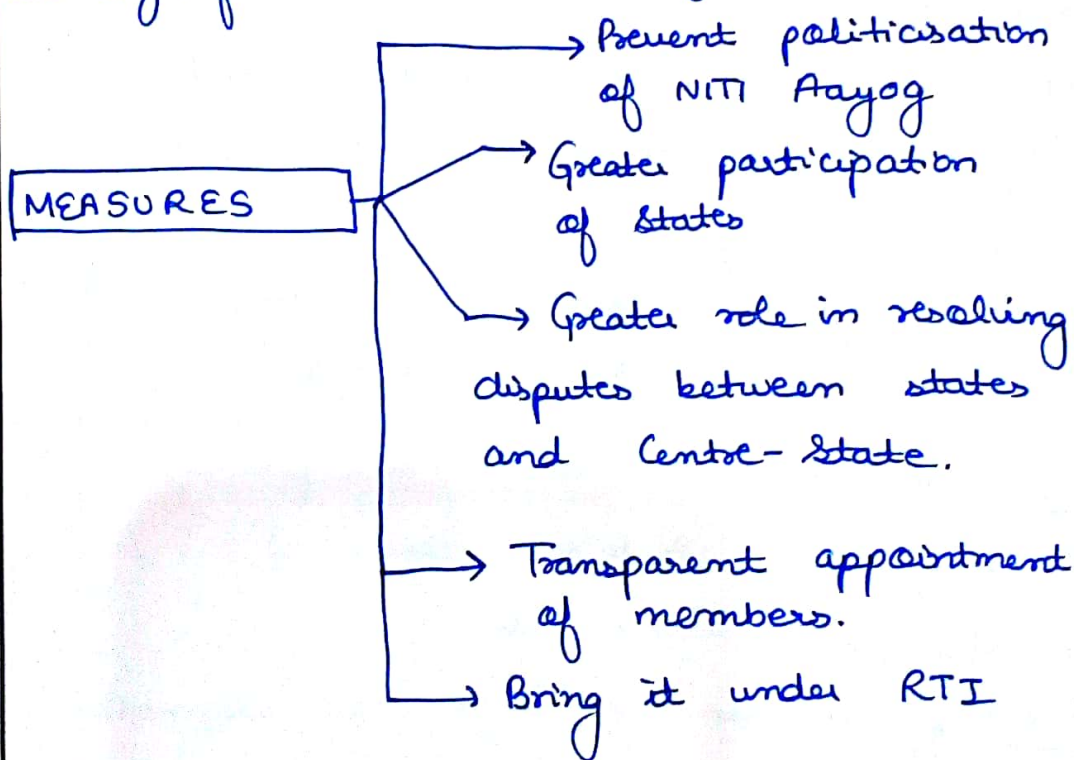 Prevent politicisation
of NITI Aayog
MEASURES
Greater participation
of States
Greater role in resolving
disputes between states
and Centre-State.
Transparent appointment
of members.
Bring it under RTI